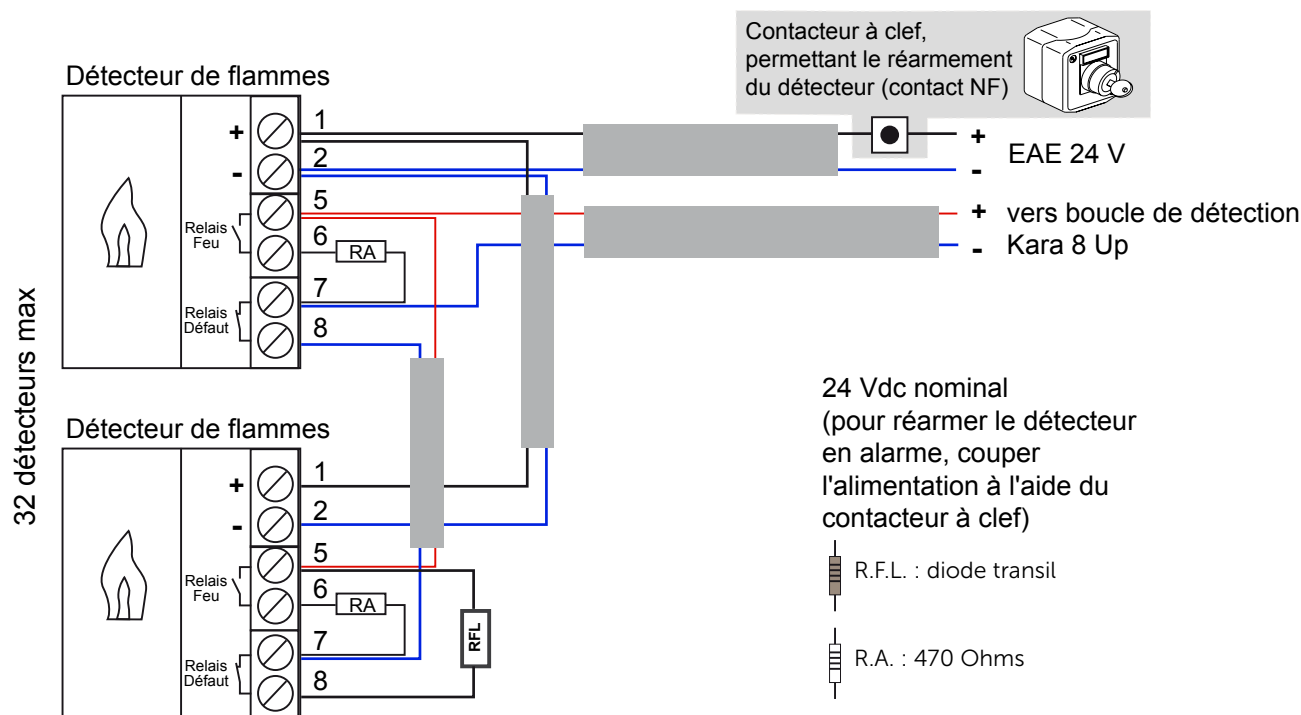 Contacteur à clef,
permettant le réarmement
du détecteur (contact NF)
Détecteur de flammes
+
1
-
2
Relais
Feu
5
6
RA
Relais
Défaut
7
8
+
-
EAE 24 V
+
-
vers boucle de détection
Kara 8 Up
32 détecteurs max
Détecteur de flammes
+
1
-
2
Relais
Feu
5
6
RA
Relais
Défaut
7
8
RFL
24 Vdc nominal
(pour réarmer le détecteur
en alarme, couper
l'alimentation à l'aide du
contacteur à clef)
R.F.L. : diode transil
R.A. : 470 Ohms